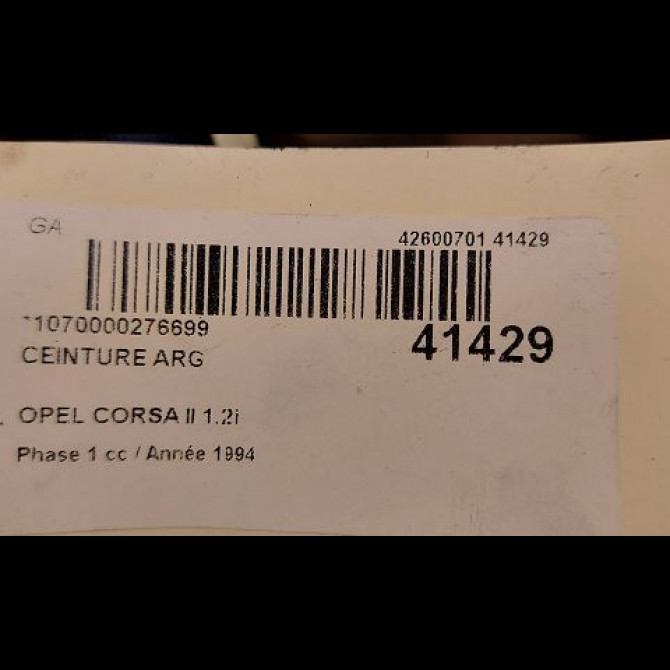 GA
42600701 41429
*1070000276699
41429
CEINTURE ARG
OPEL CORSA II 1.2i
Phase 1 cc / Année 1994